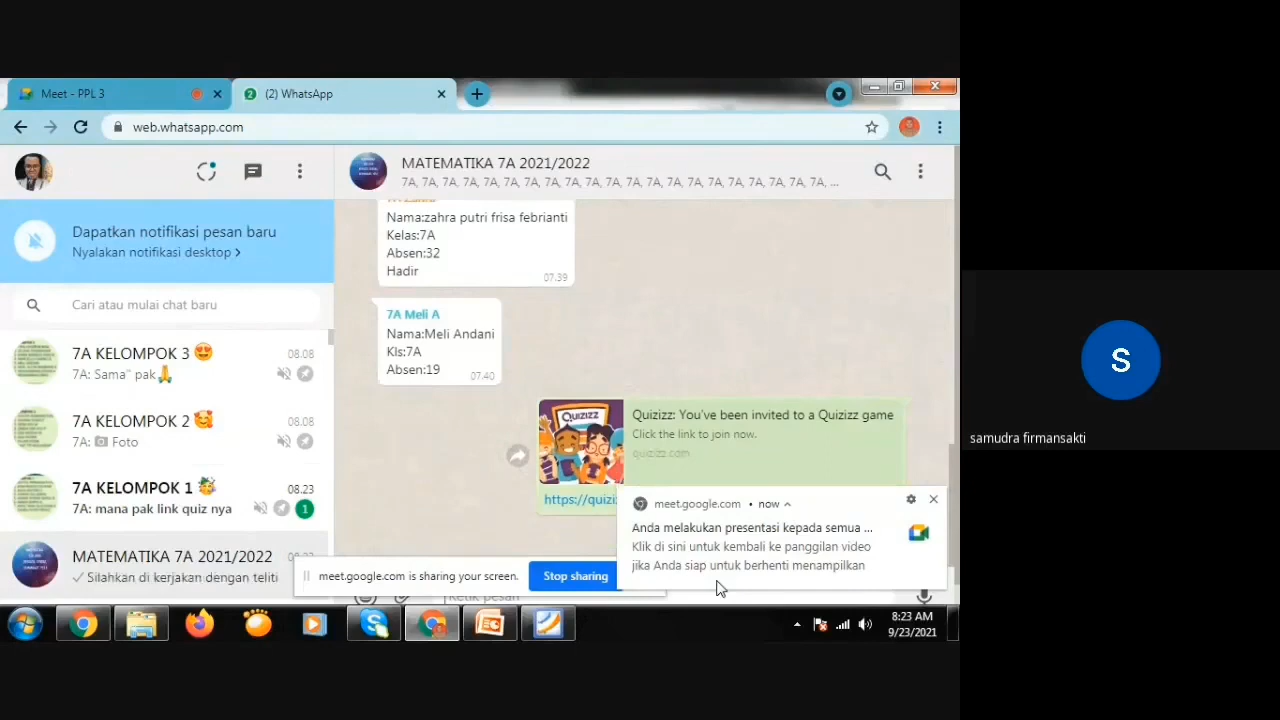 Meet - PPL 3
(2) WhatsApp
web.whatsapp.com
MATEMATIKA 7A 2021/2022
7A, 7A, 7A, 7A, 7A, 7A, 7A, 7A, 7A, 7A, 7A, 7A, 7A, 7A, 7A, 7A, 7A, 7A, 7A, 7A, 7A, ...
Dapatkan notifikasi pesan baru
Nyalakan notifikasi desktop >
Cari atau mulai chat baru
7A KELOMPOK 3 😍
08.08
7A: Sama" pak🙏
7A KELOMPOK 2 🥰
08.08
7A: 📷 Foto
7A KELOMPOK 1 🥳
08.23
7A: mana pak link quiz nya
1
MATEMATIKA 7A 2021/2022
✓ Silahkan di kerjakan dengan teliti
Nama:zahra putri frisa febrianti
Kelas:7A
Absen:32
Hadir
07.39
7A Meli A
Nama:Meli Andani
Kls:7A
Absen:19
07.40
QUIZIZZ
Quizizz: You've been invited to a Quizizz game
Click the link to join now.
quizizz.com
https://quizi
meet.google.com • now
Anda melakukan presentasi kepada semua ...
Klik di sini untuk kembali ke panggilan video
jika Anda siap untuk berhenti menampilkan
meet.google.com is sharing your screen.
Stop sharing
Ketik pesan
8:23 AM
9/23/2021
S
samudra firmansakti